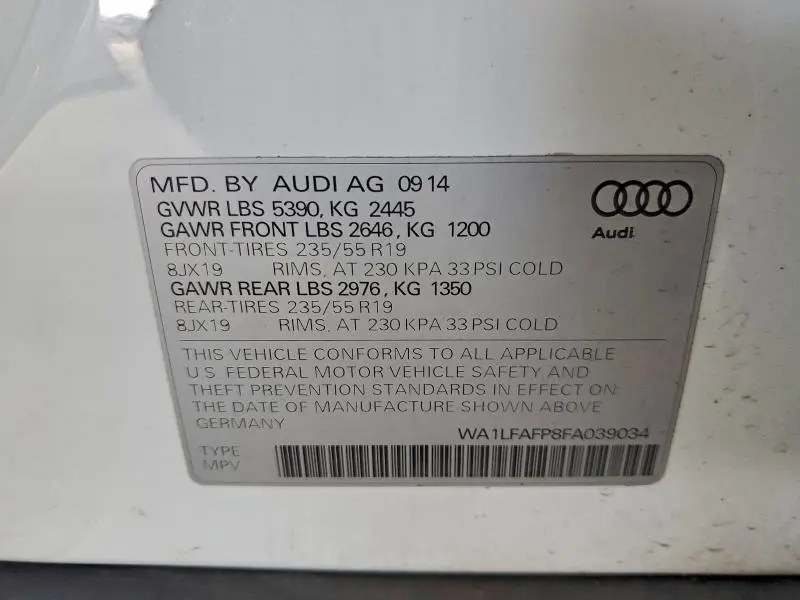 MFD. BY AUDI AG 09 14
GVWR LBS 5390, KG 2445
GAWR FRONT LBS 2646, KG 1200
FRONT-TIRES 235/55 R19
8JX19 RIMS, AT 230 KPA 33 PSI COLD
GAWR REAR LBS 2976, KG 1350
REAR-TIRES 235/55 R19
8JX19 RIMS, AT 230 KPA 33 PSI COLD
Audi
THIS VEHICLE CONFORMS TO ALL APPLICABLE
U.S. FEDERAL MOTOR VEHICLE SAFETY AND
THEFT PREVENTION STANDARDS IN EFFECT ON
THE DATE OF MANUFACTURE SHOWN ABOVE
GERMANY
WA1LFAFP8FA039034
TYPE
MPV